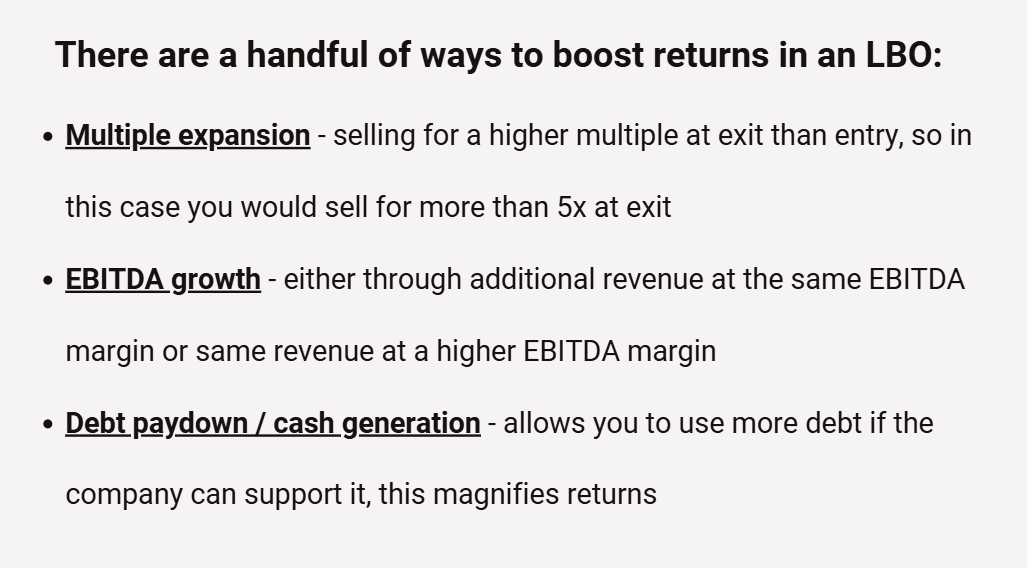 There are a handful of ways to boost returns in an LBO:
• Multiple expansion - selling for a higher multiple at exit than entry, so in
this case you would sell for more than 5x at exit
• EBITDA growth - either through additional revenue at the same EBITDA
margin or same revenue at a higher EBITDA margin
• Debt paydown / cash generation - allows you to use more debt if the
company can support it, this magnifies returns